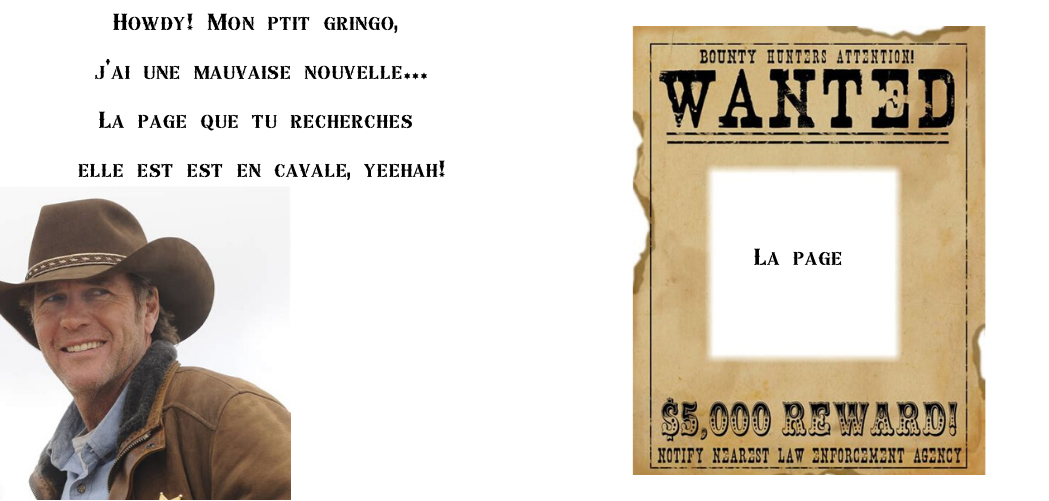 Howdy! Mon ptit gringo,
j'ai une mauvaise nouvelle...
La page que tu recherches
elle est est en cavale, yeehah!
BOUNTY HUNTERS ATTENTION!
WANTED
La page
$5,000 REWARD!
NOTIFY NEAREST LAW ENFORCEMENT AGENCY